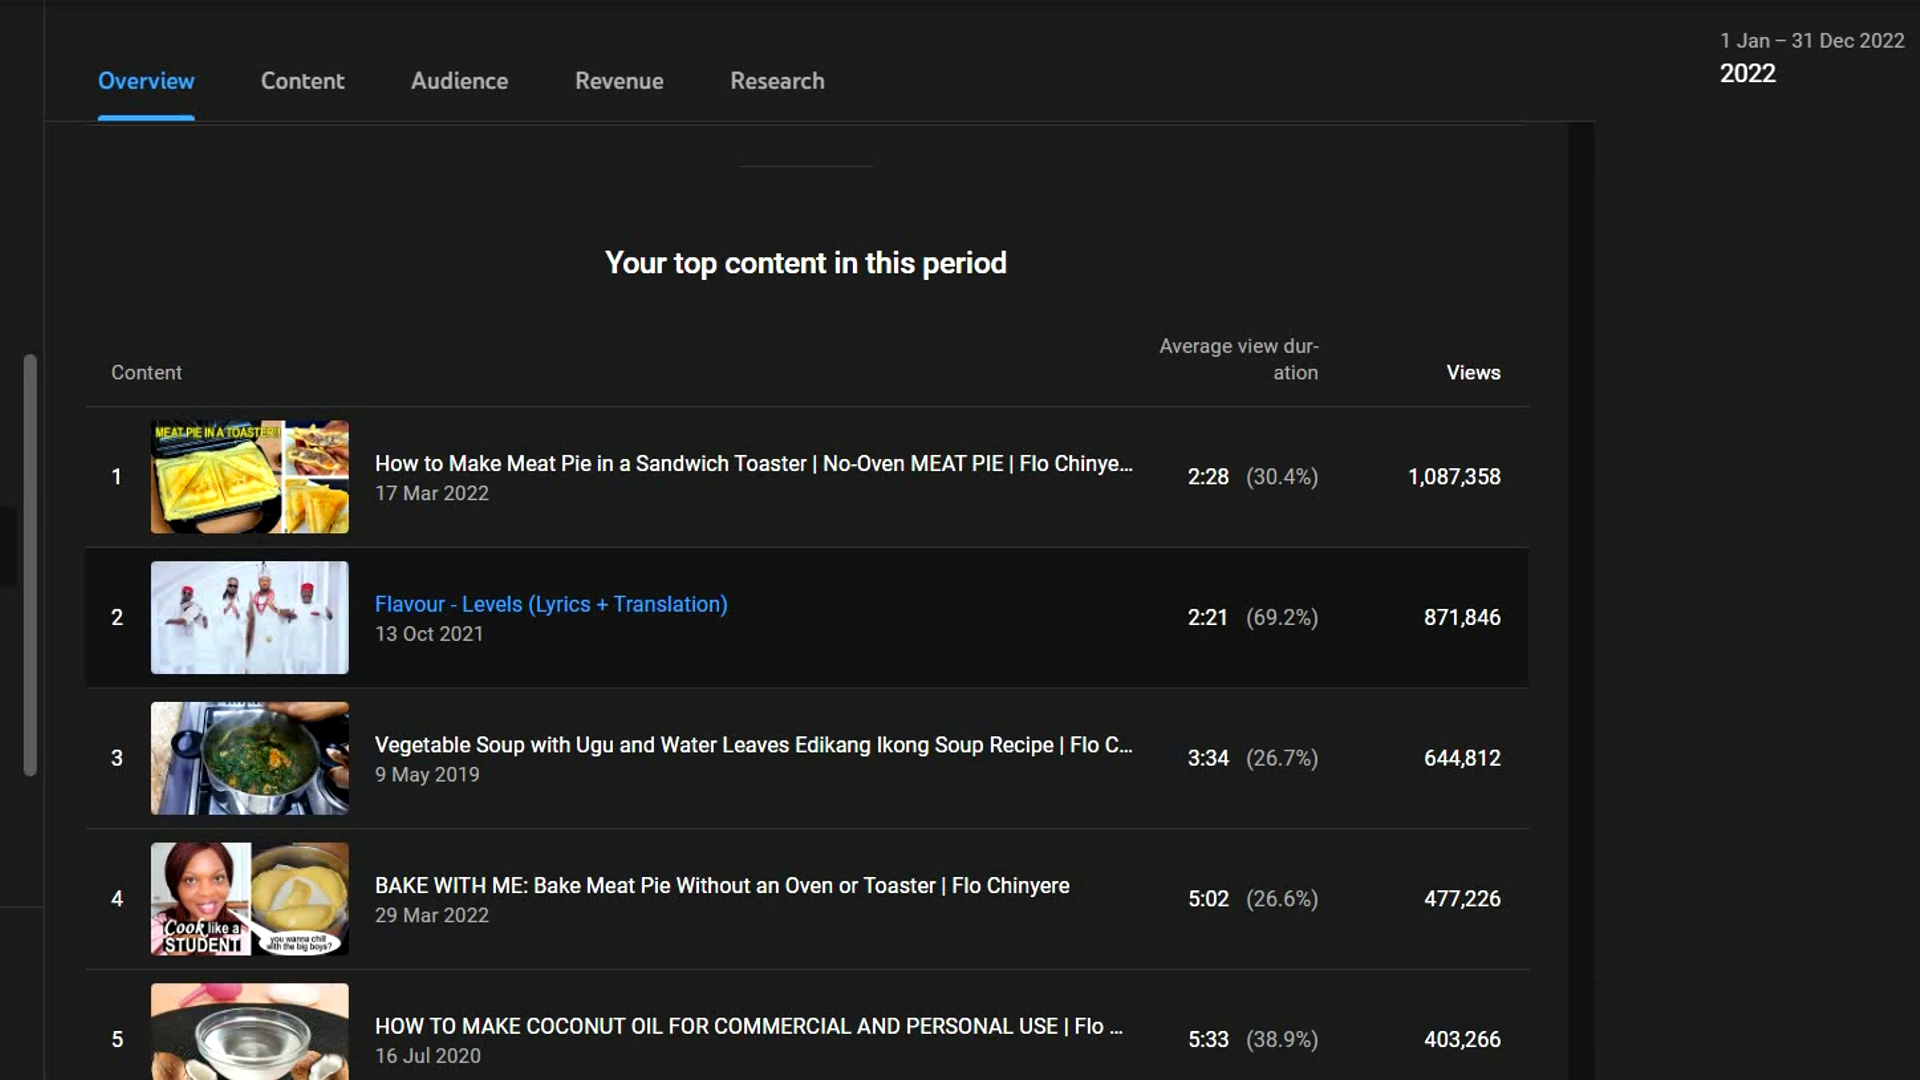 1 Jan – 31 Dec 2022
2022
Overview Content Audience Revenue Research
Your top content in this period
Content
Average view dur-
ation
Views
1
MEAT PIE IN A TOASTER!!
How to Make Meat Pie in a Sandwich Toaster | No-Oven MEAT PIE | Flo Chinye...
17 Mar 2022
2:28 (30.4%) 1,087,358
2
Flavour - Levels (Lyrics + Translation)
13 Oct 2021
2:21 (69.2%) 871,846
3
Vegetable Soup with Ugu and Water Leaves Edikang Ikong Soup Recipe | Flo C...
9 May 2019
3:34 (26.7%) 644,812
4
Cook like a
STUDENT
you wanna chill
with the big boys?
BAKE WITH ME: Bake Meat Pie Without an Oven or Toaster | Flo Chinyere
29 Mar 2022
5:02 (26.6%) 477,226
5
HOW TO MAKE COCONUT OIL FOR COMMERCIAL AND PERSONAL USE | Flo ...
16 Jul 2020
5:33 (38.9%) 403,266